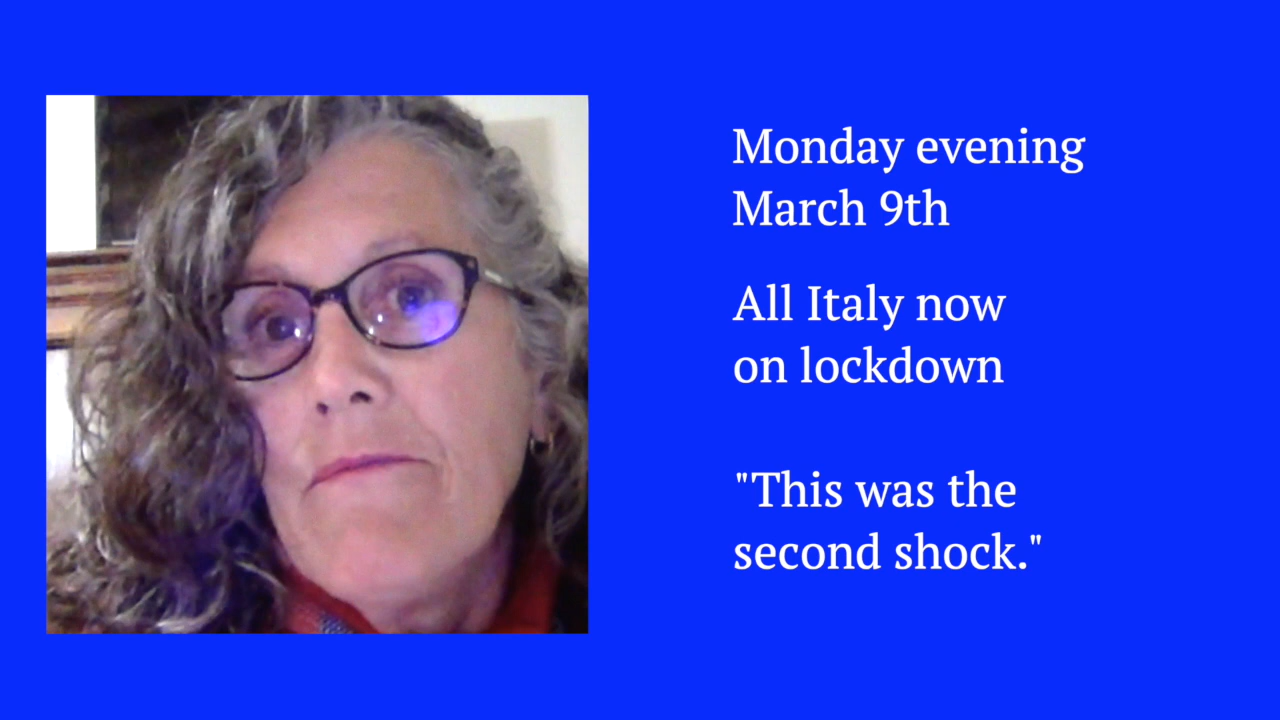 Monday evening
March 9th
All Italy now
on lockdown
"This was the
second shock."